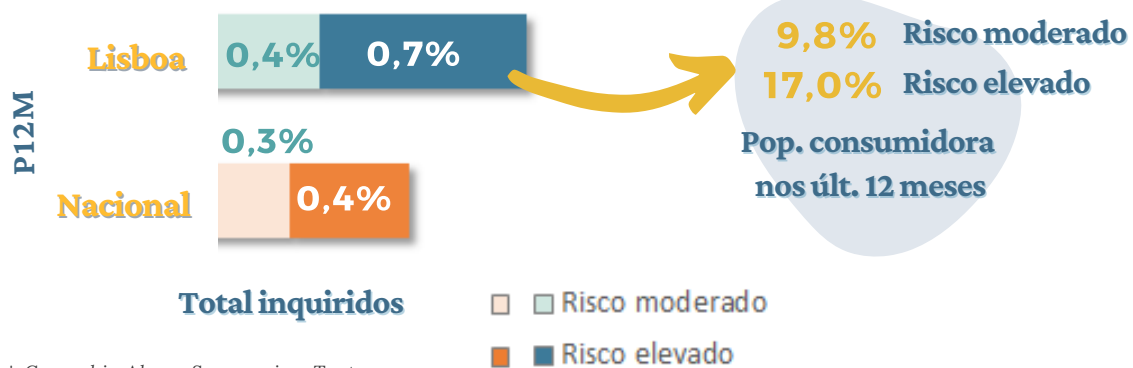 P12M
Lisboa
0,4% 0,7%
9,8% Risco moderado
17,0% Risco elevado
Pop. consumidora
nos últ. 12 meses
0,3%
Nacional
0,4%
Total inquiridos
Risco moderado
Risco elevado